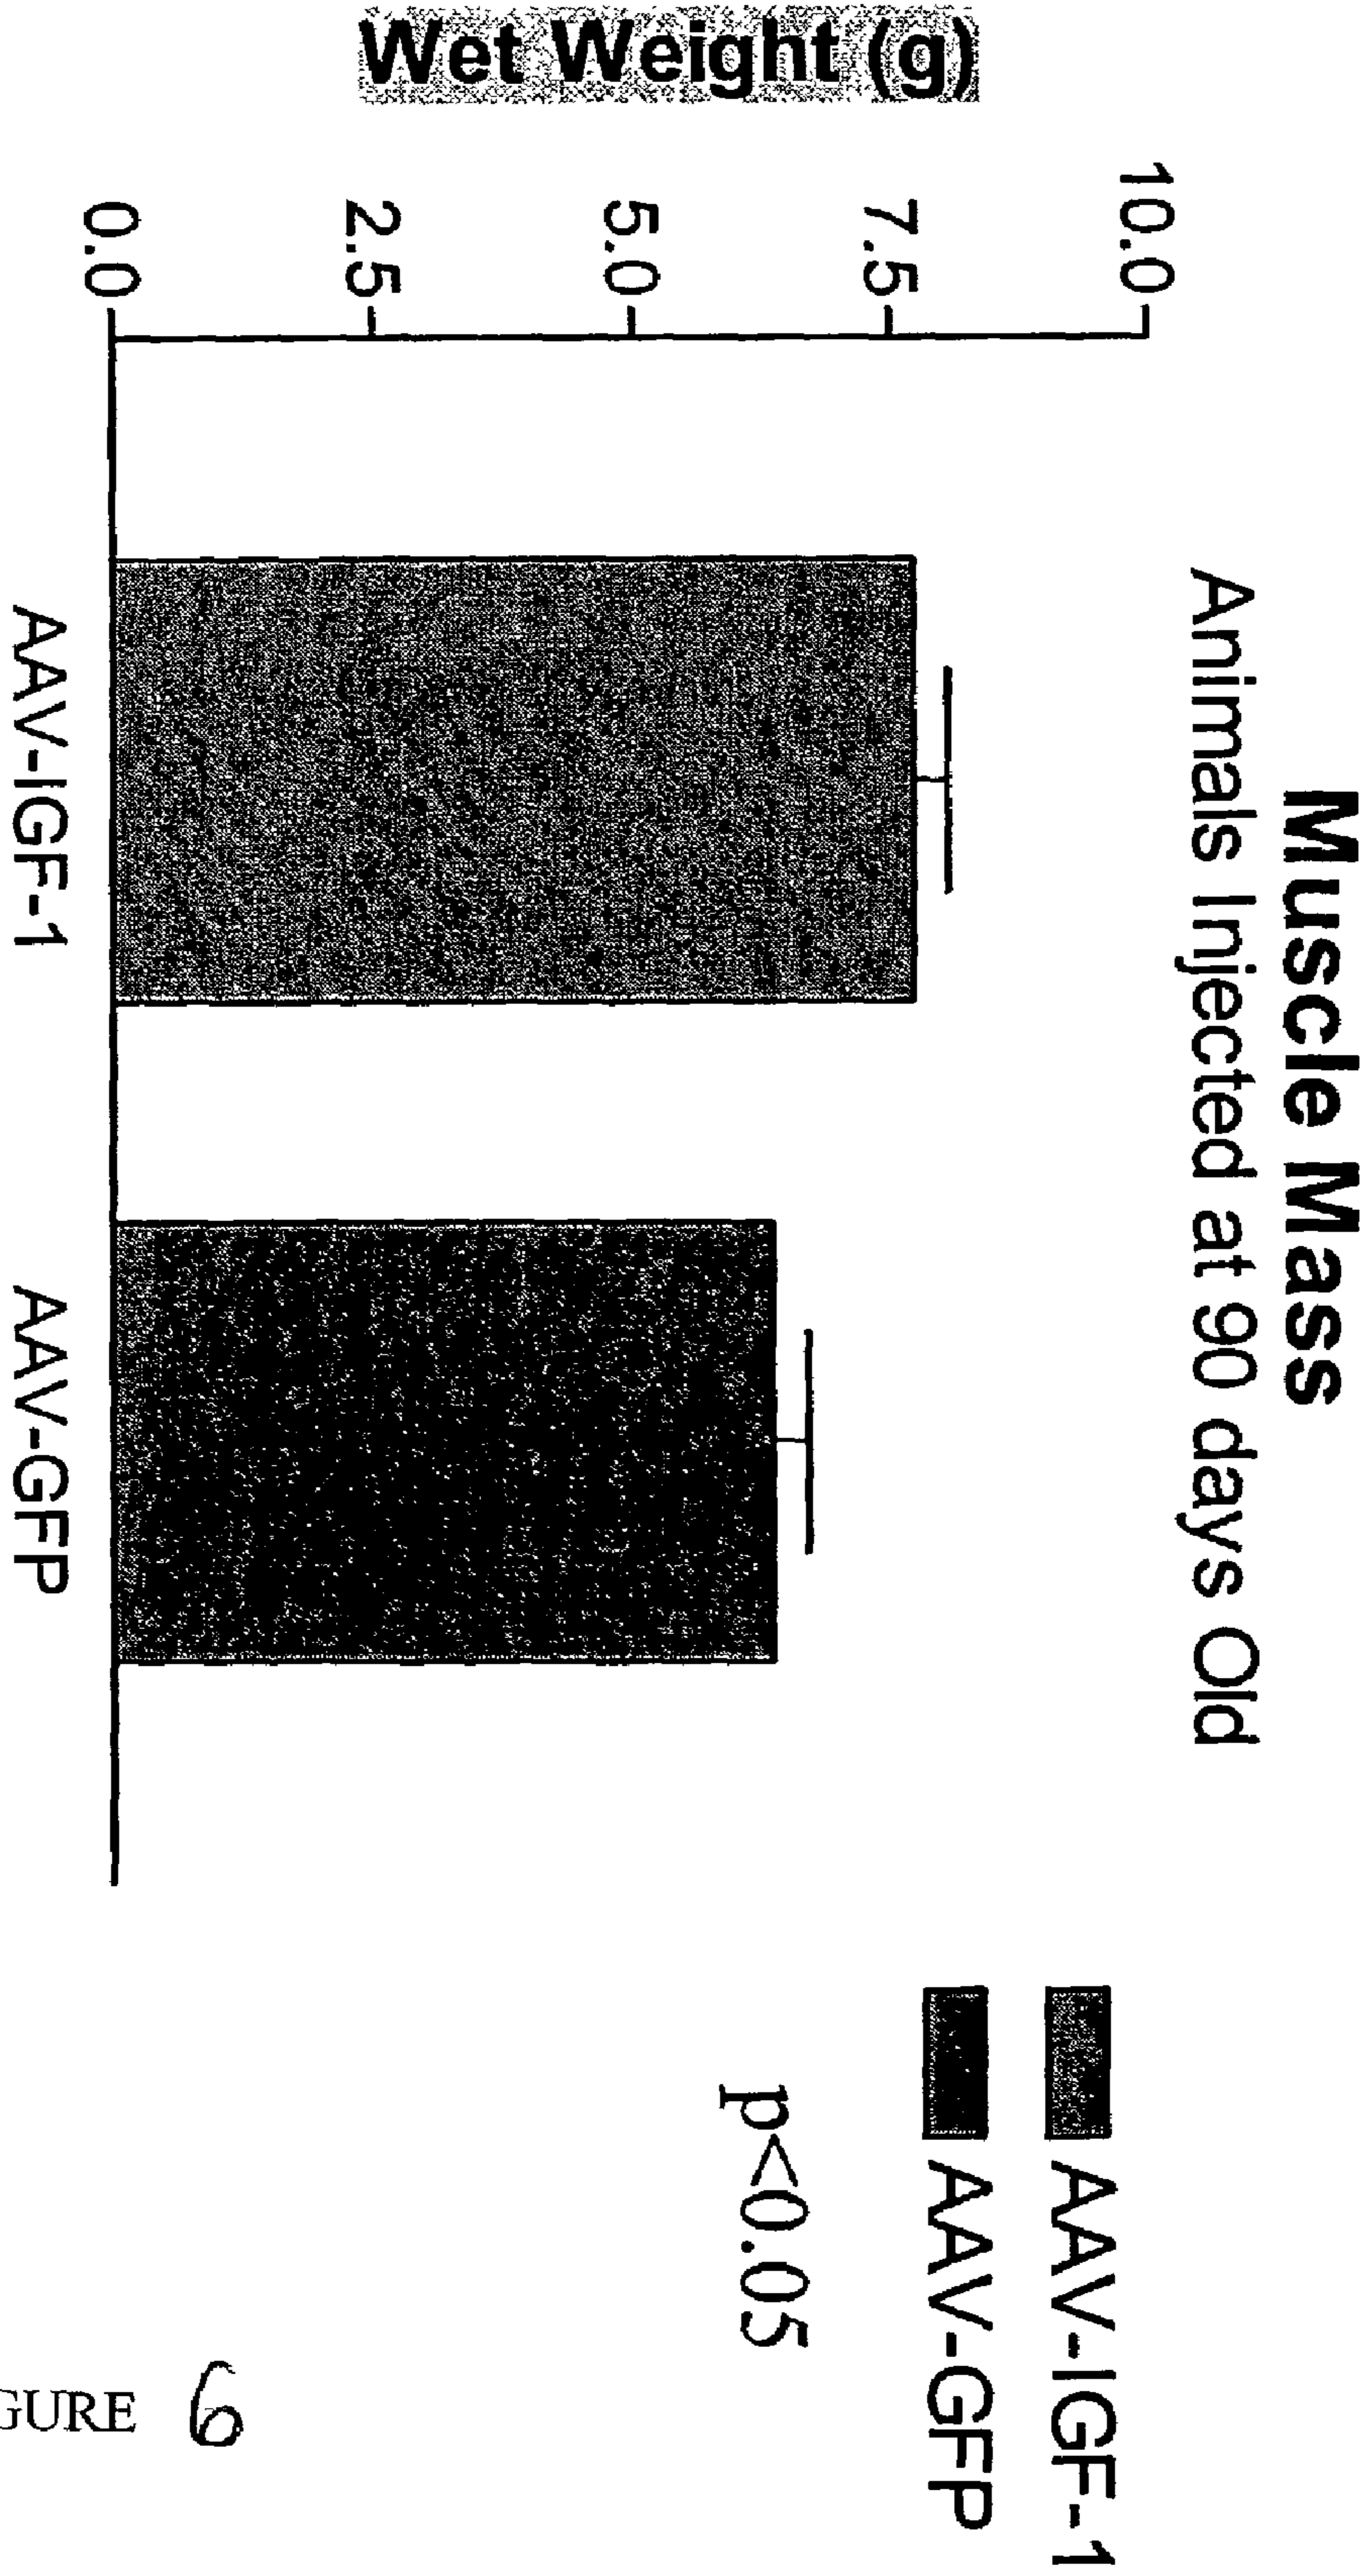 Muscle Mass
Animals Injected at 90 days Old
Wet Weight (g)
10.0
7.5
5.0
2.5
0.0
AAV-IGF-1
AAV-GFP
AAV-IGF-1
AAV-GFP
p<0.05
GURE 6